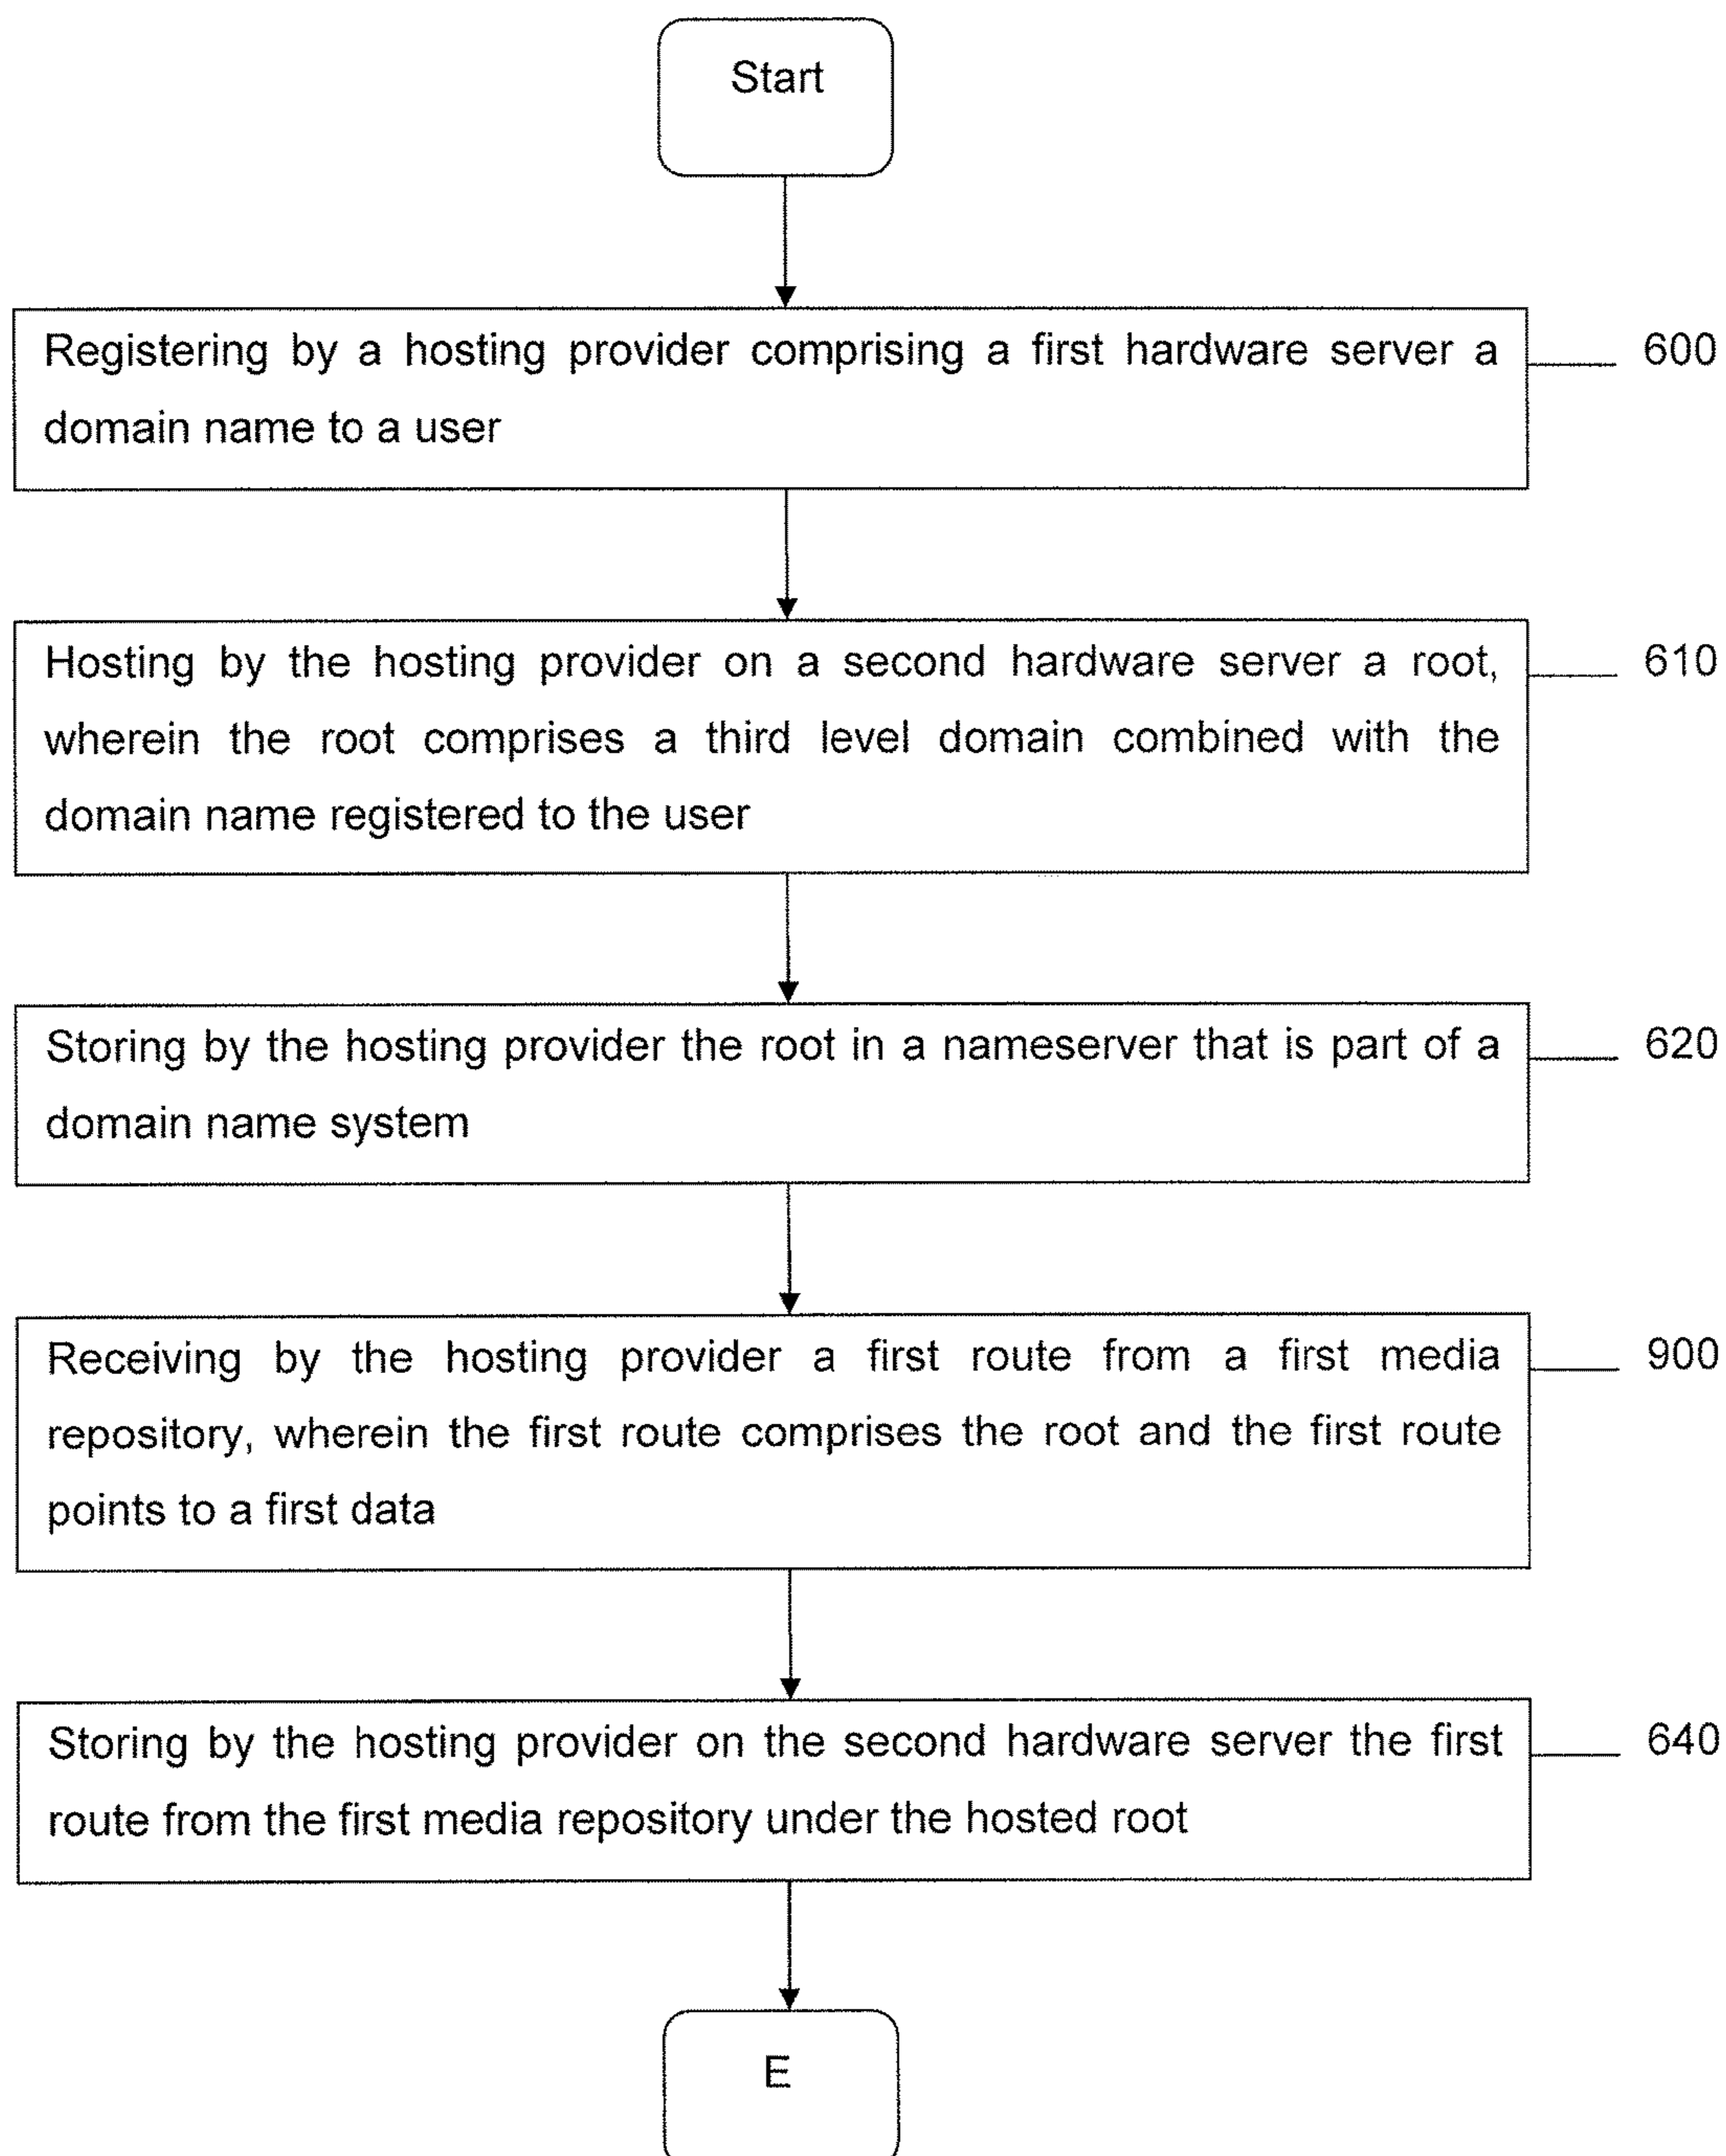 Start
Registering by a hosting provider comprising a first hardware server a
domain name to a user
600
Hosting by the hosting provider on a second hardware server a root,
wherein the root comprises a third level domain combined with the
domain name registered to the user
610
Storing by the hosting provider the root in a nameserver that is part of a
domain name system
620
Receiving by the hosting provider a first route from a first media
repository, wherein the first route comprises the root and the first route
points to a first data
900
Storing by the hosting provider on the second hardware server the first
route from the first media repository under the hosted root
640
E